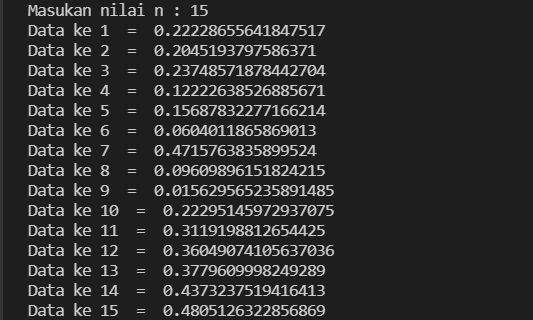 Masukan nilai n : 15
Data ke 1  =  0.22228655641847517
Data ke 2  =  0.2045193797586371
Data ke 3  =  0.23748571878442704
Data ke 4  =  0.12226638526885671
Data ke 5  =  0.15687832277166214
Data ke 6  =  0.0604011865869013
Data ke 7  =  0.4715763835899524
Data ke 8  =  0.09609896151824215
Data ke 9  =  0.015629565235891485
Data ke 10  =  0.22295145972937075
Data ke 11  =  0.3119198812654425
Data ke 12  =  0.36049074105637036
Data ke 13  =  0.3779609998249289
Data ke 14  =  0.4373237519416413
Data ke 15  =  0.4805126322856869